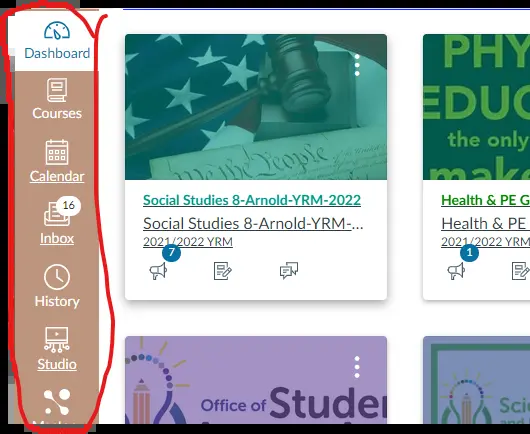 Dashboard
Courses
Calendar
16
Inbox
History
Studio
We the People
Social Studies 8-Arnold-YRM-2022
Social Studies 8-Arnold-YRM-...
2021/2022 YRM
7
PHY
EDUC
the only
make
Health & PE G
Health & PE
2021/2022 YRM
1
Office of Studen
Scie